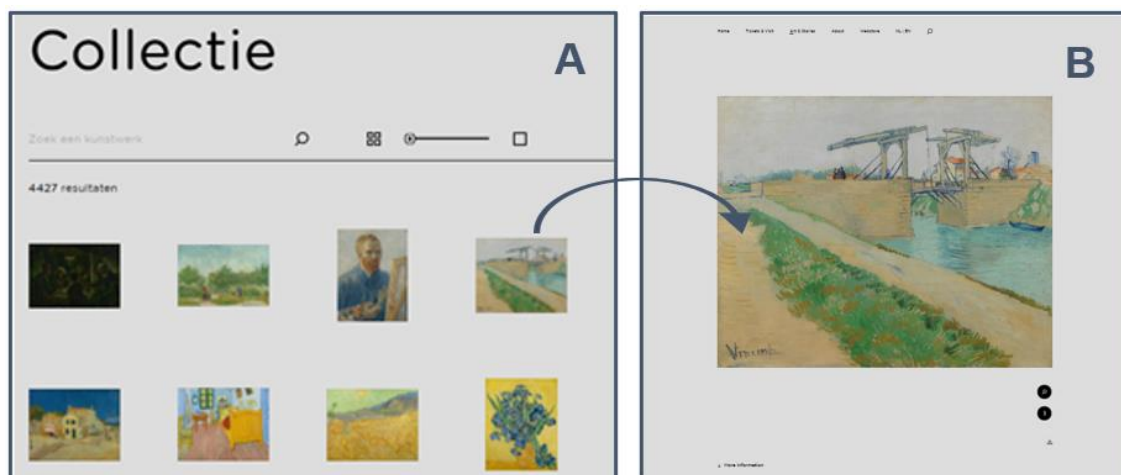 Collectie
A
Zoek een kunstwerk
4427 resultaten
Home Tickets & Visit Art & Stories About Webstore NL / EN
B
Vincent
More information